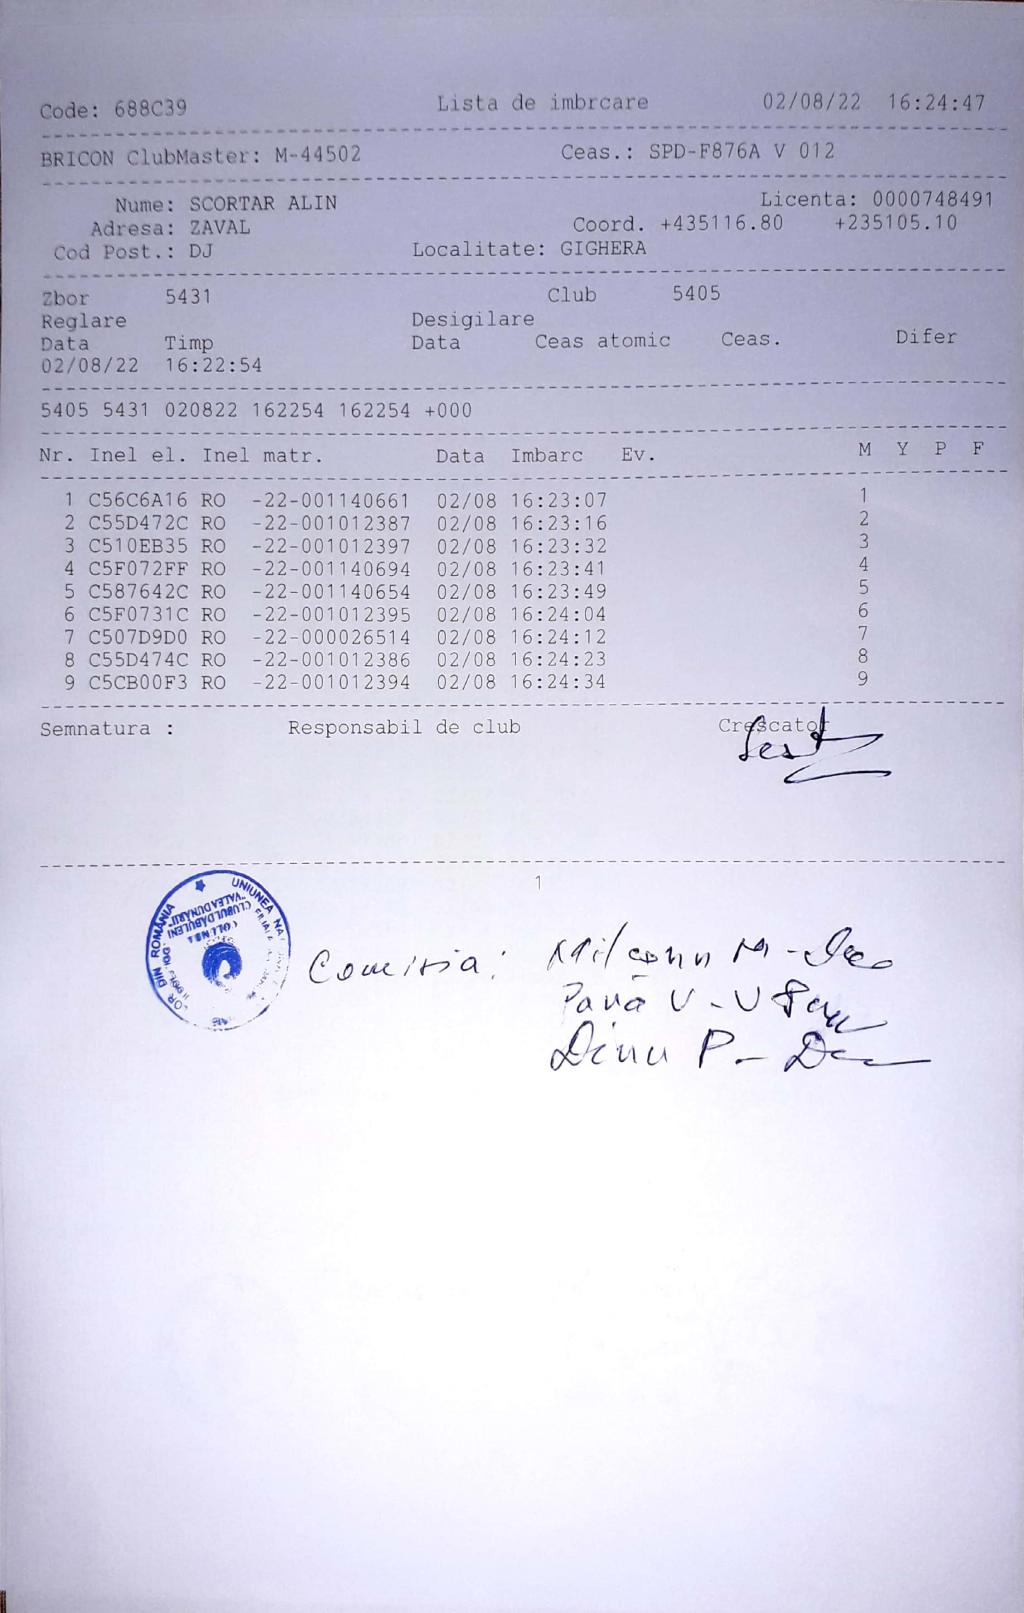 Code: 688C39 Lista de imbrcare 02/08/22 16:24:47
BRICON ClubMaster: M-44502 Ceas.: SPD-F876A V 012
Nume: SCORTAR ALIN Licenta: 0000748491
Adresa: ZAVAL Coord. +435116.80 +235105.10
Cod Post.: DJ Localitate: GIGHERA
Zbor 5431 Club 5405
Reglare Desigilare
Data Timp Data Ceas atomic Ceas. Difer
02/08/22 16:22:54
5405 5431 020822 162254 162254 +000
Nr. Inel el. Inel matr. Data Imbarc Ev. M Y P F
1 C56C6A16 RO -22-001140661 02/08 16:23:07 1
2 C55D472C RO -22-001012387 02/08 16:23:16 2
3 C510EB35 RO -22-001012397 02/08 16:23:32 3
4 C5F072FF RO -22-001140694 02/08 16:23:41 4
5 C587642C RO -22-001140654 02/08 16:23:49 5
6 C5F0731C RO -22-001012395 02/08 16:24:04 6
7 C507D9D0 RO -22-000026514 02/08 16:24:12 7
8 C55D474C RO -22-001012386 02/08 16:24:23 8
9 C5CB00F3 RO -22-001012394 02/08 16:24:34 9
Semnatura : Responsabil de club Crescator
1
UNIUNEA NA
OR DIN ROMÂNIA
"VALEA DUNARII"
CLUBUL DABULENI
Comisia:
Pană V -
Dinu P -